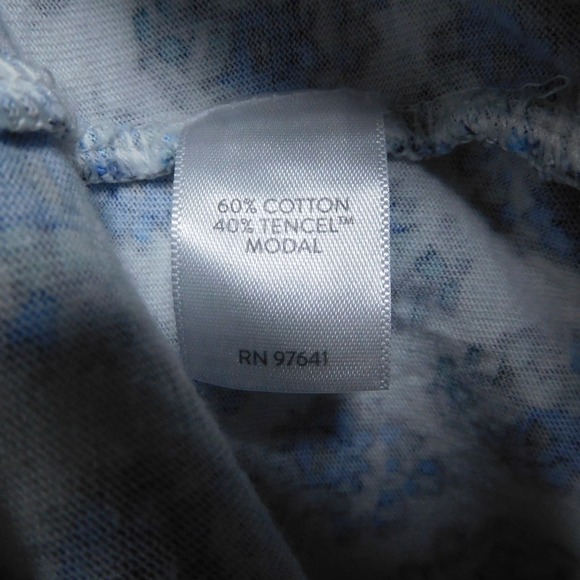 60% COTTON
40% TENCEL™
MODAL
RN 97641